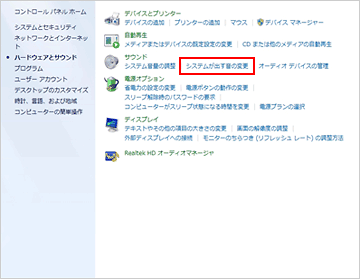 コントロール パネル ホーム
システムとセキュリティ
ネットワークとインターネット
ハードウェアとサウンド
プログラム
ユーザー アカウント
デスクトップのカスタマイズ
時計、言語、および地域
コンピューターの簡単操作
デバイスとプリンター
デバイスの追加 プリンターの追加 マウス デバイス マネージャー
自動再生
メディアまたはデバイスの既定設定の変更 CD または他のメディアの自動再生
サウンド
システム音量の調整 システムが出す音の変更 オーディオ デバイスの管理
電源オプション
省電力の設定の変更 電源ボタンの動作の変更
スリープ解除時のパスワードの要求
コンピューターがスリープ状態になる時間を変更 電源プランの選択
ディスプレイ
テキストやその他の項目の大きさの変更 画面の解像度の調整
外部ディスプレイへの接続 モニターのちらつき (リフレッシュ レート) の調整方法
Realtek HD オーディオマネージャ